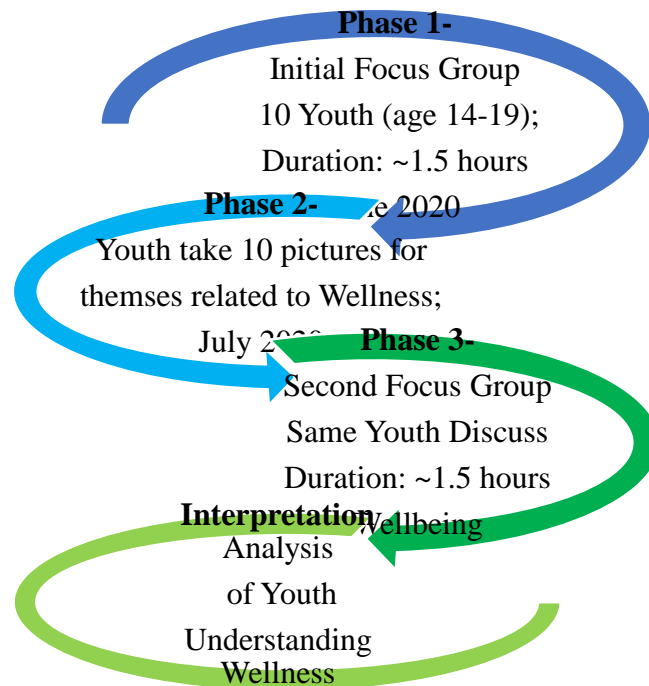 Phase 1-
Initial Focus Group
10 Youth (age 14-19);
Duration: ~1.5 hours
2020
Phase 2-
Youth take 10 pictures for
themses related to Wellness;
July
Phase 3-
Second Focus Group
Same Youth Discuss
Duration: ~1.5 hours
Wellbeing
Interpretation
Analysis
of Youth
Understanding
Wellness